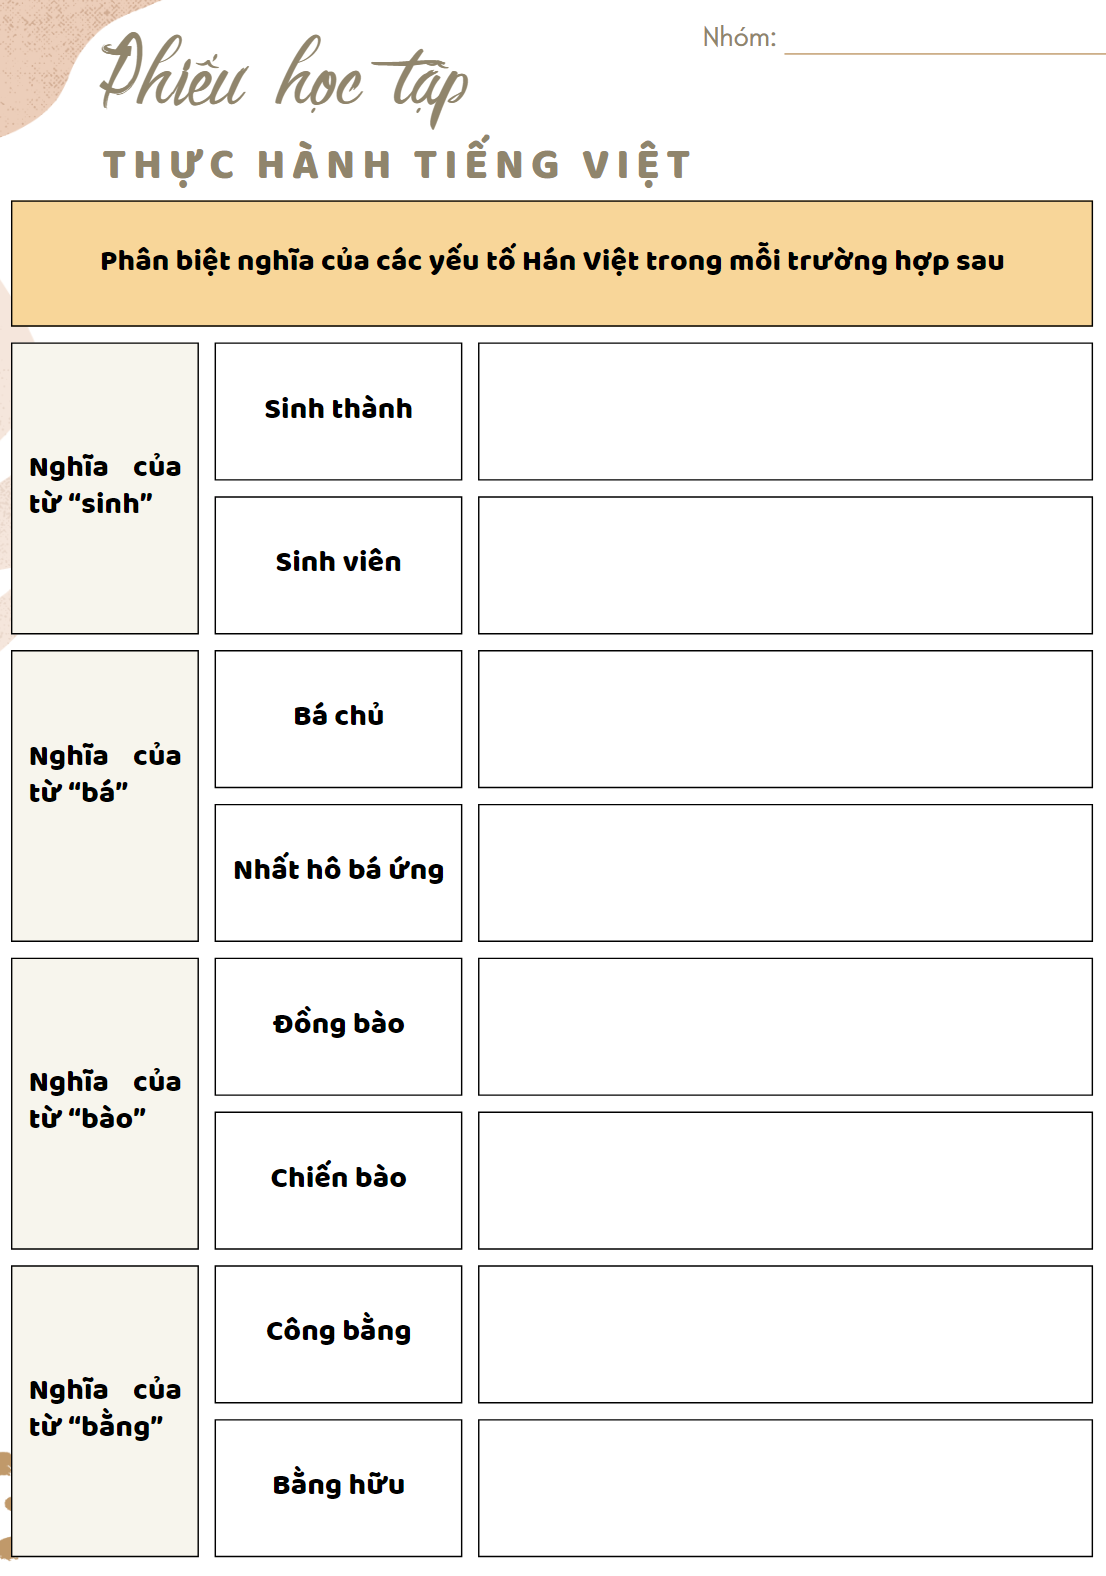 Nhóm:
Phiếu học tập
THỰC HÀNH TIẾNG VIỆT
Phân biệt nghĩa của các yếu tố Hán Việt trong mỗi trường hợp sau
Nghĩa của
từ “sinh”
Sinh thành
Sinh viên
Nghĩa của
từ “bá”
Bá chủ
Nhất hô bá ứng
Nghĩa của
từ “bào”
Đồng bào
Chiến bào
Nghĩa của
từ “bằng”
Công bằng
Bằng hữu